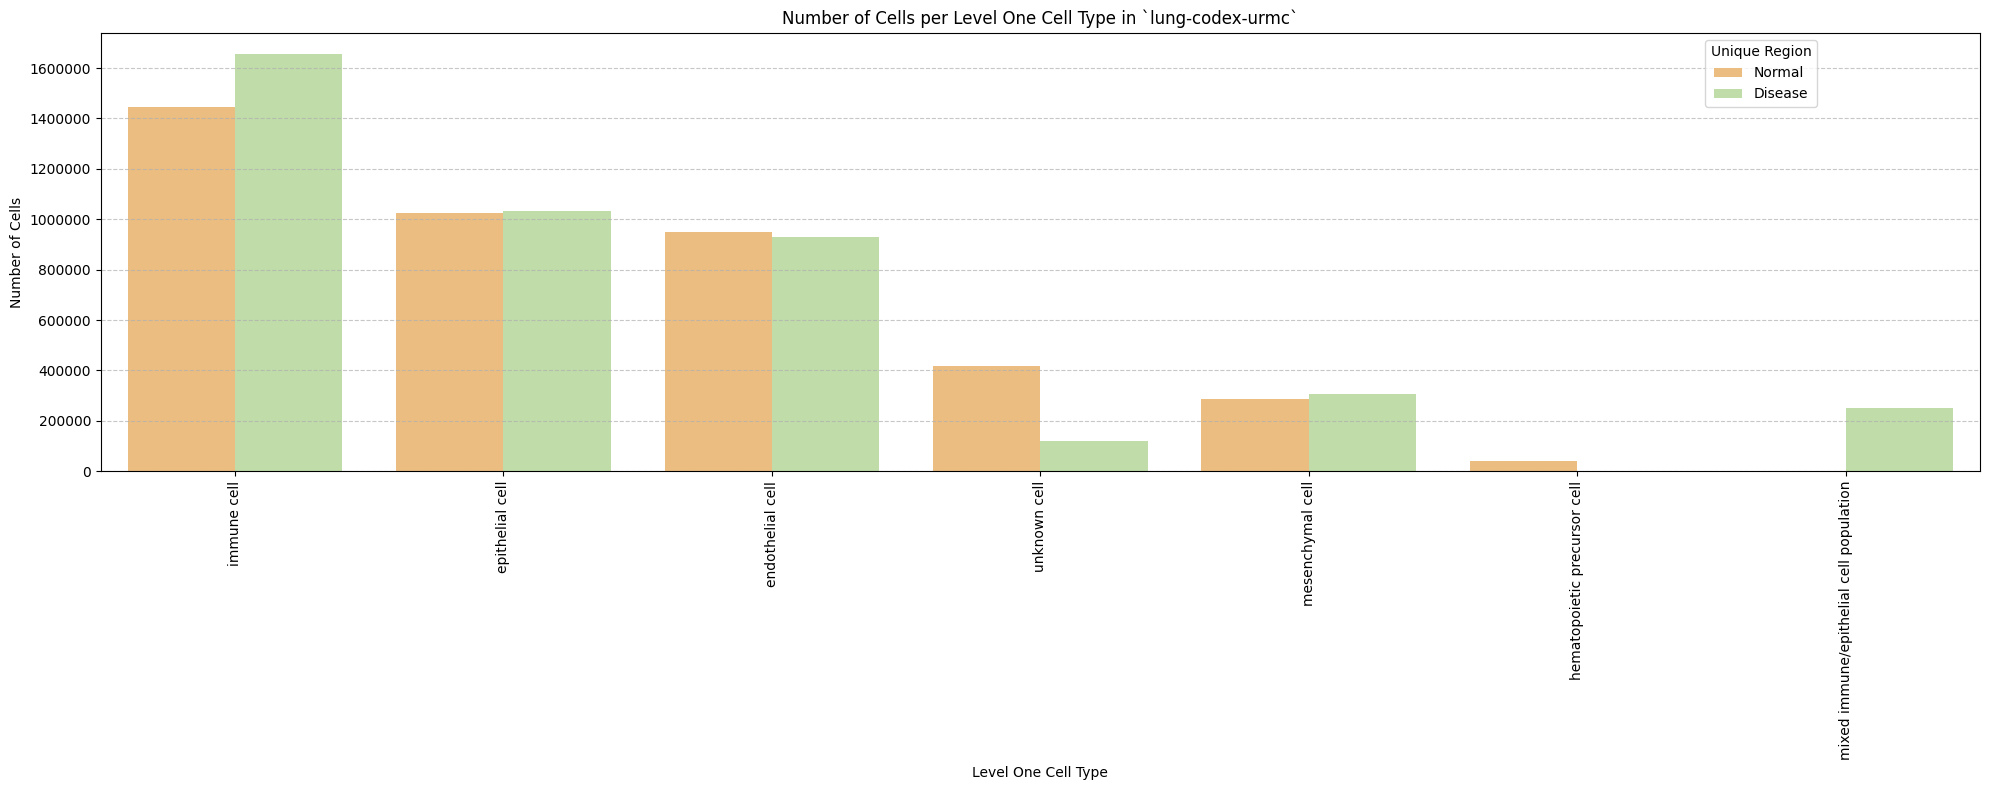 Number of Cells per Level One Cell Type in `lung-codex-urmc`
Unique Region
Normal
Disease
Number of Cells
1600000
1400000
1200000
1000000
800000
600000
400000
200000
0
immune cell
epithelial cell
endothelial cell
unknown cell
mesenchymal cell
hematopoietic precursor cell
mixed immune/epithelial cell population
Level One Cell Type